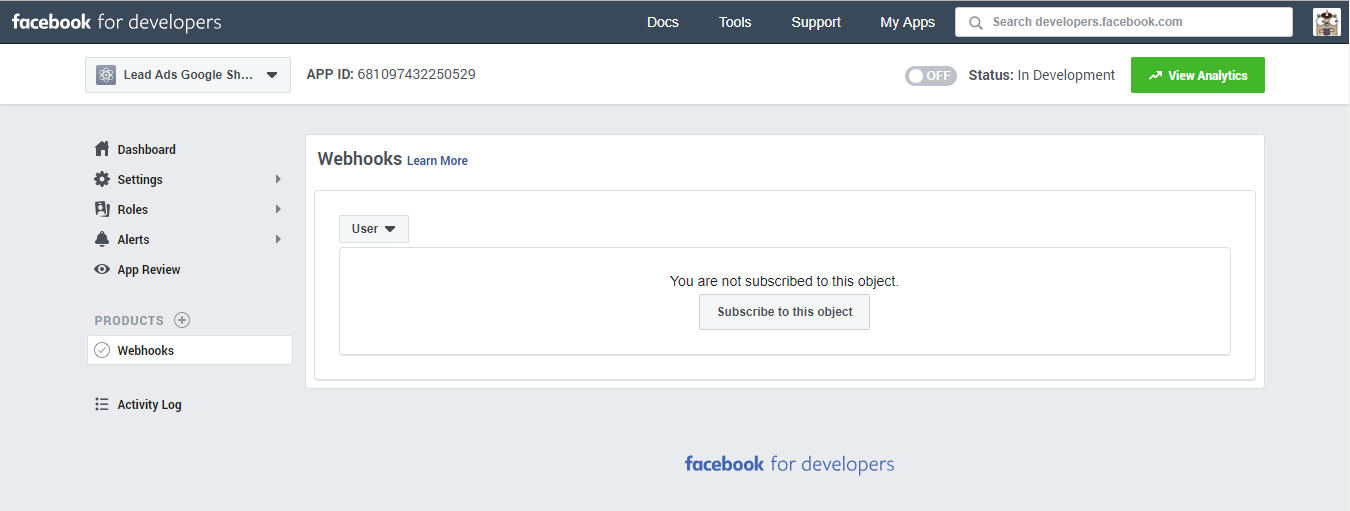 facebook for developers Docs Tools Support My Apps Search developers.facebook.com
Lead Ads Google Sh... APP ID: 681097432250529 OFF Status: In Development View Analytics
Dashboard
Settings
Roles
Alerts
App Review
PRODUCTS
Webhooks
Activity Log
Webhooks Learn More
User
You are not subscribed to this object.
Subscribe to this object
facebook for developers